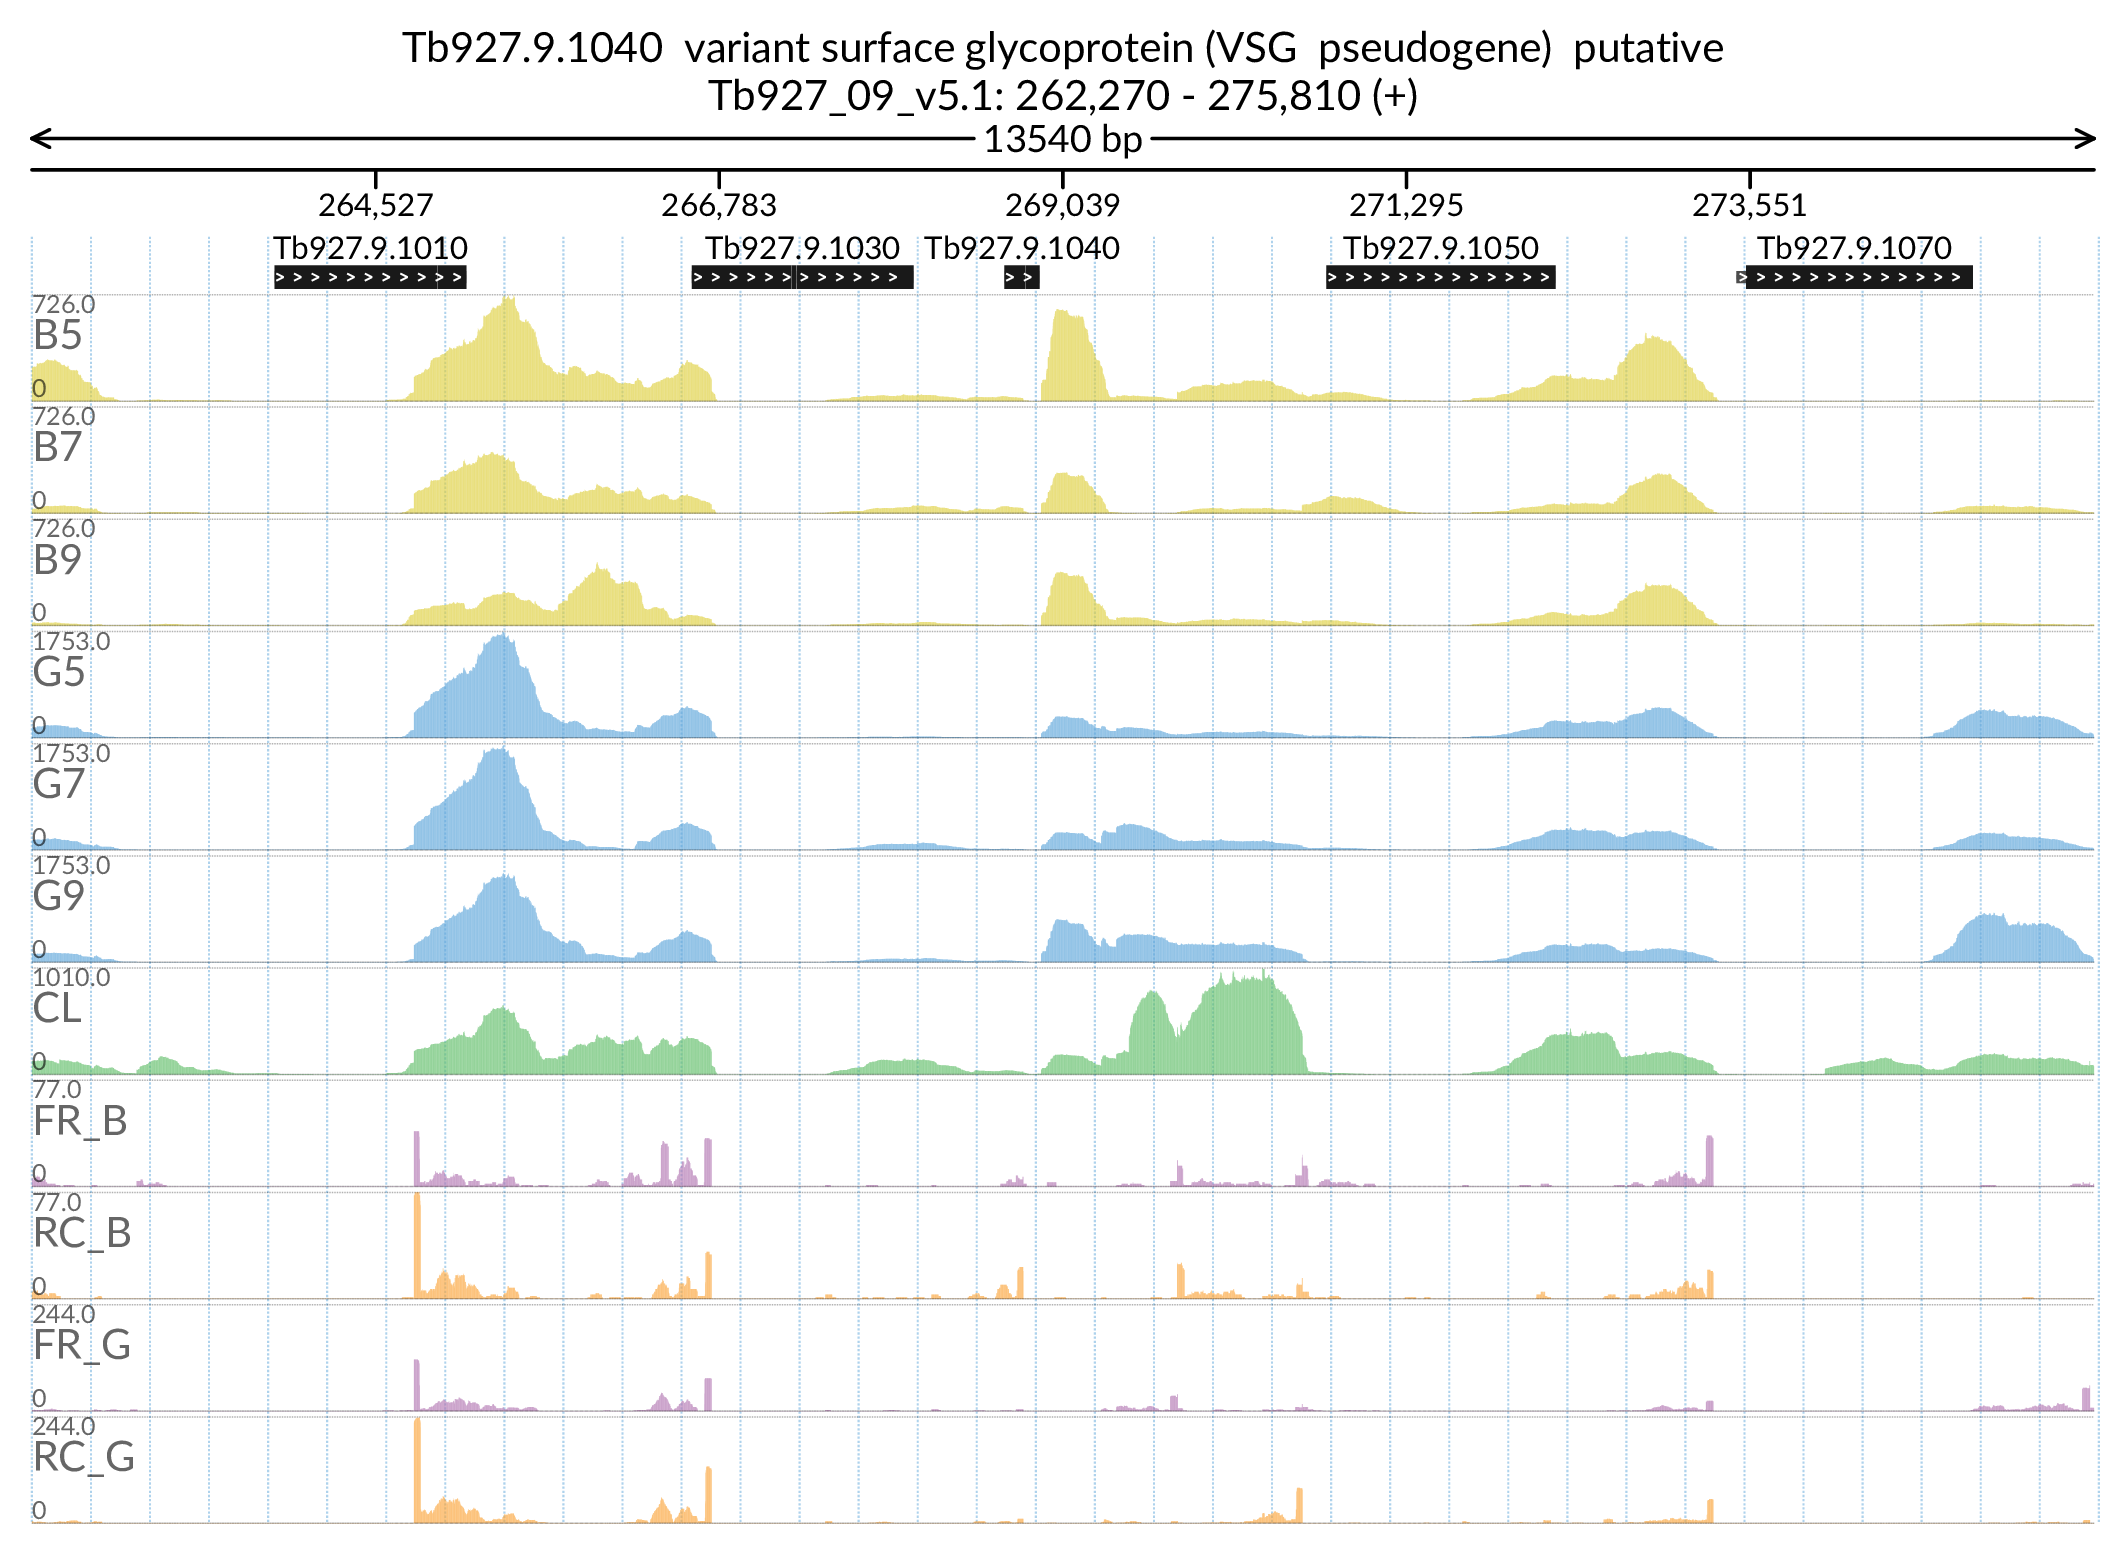 Tb927.9.1040 variant surface glycoprotein (VSG pseudogene) putative
Tb927_09_v5.1: 262,270 - 275,810 (+)
13540 bp
264,527 266,783 269,039 271,295 273,551
Tb927.9.1010 Tb927.9.1030 Tb927.9.1040 Tb927.9.1050 Tb927.9.1070
726.0
B5
0
726.0
B7
0
726.0
B9
0
1753.0
G5
0
1753.0
G7
0
1753.0
G9
0
1010.0
CL
0
77.0
FR_B
0
77.0
RC_B
0
244.0
FR_G
0
244.0
RC_G
0